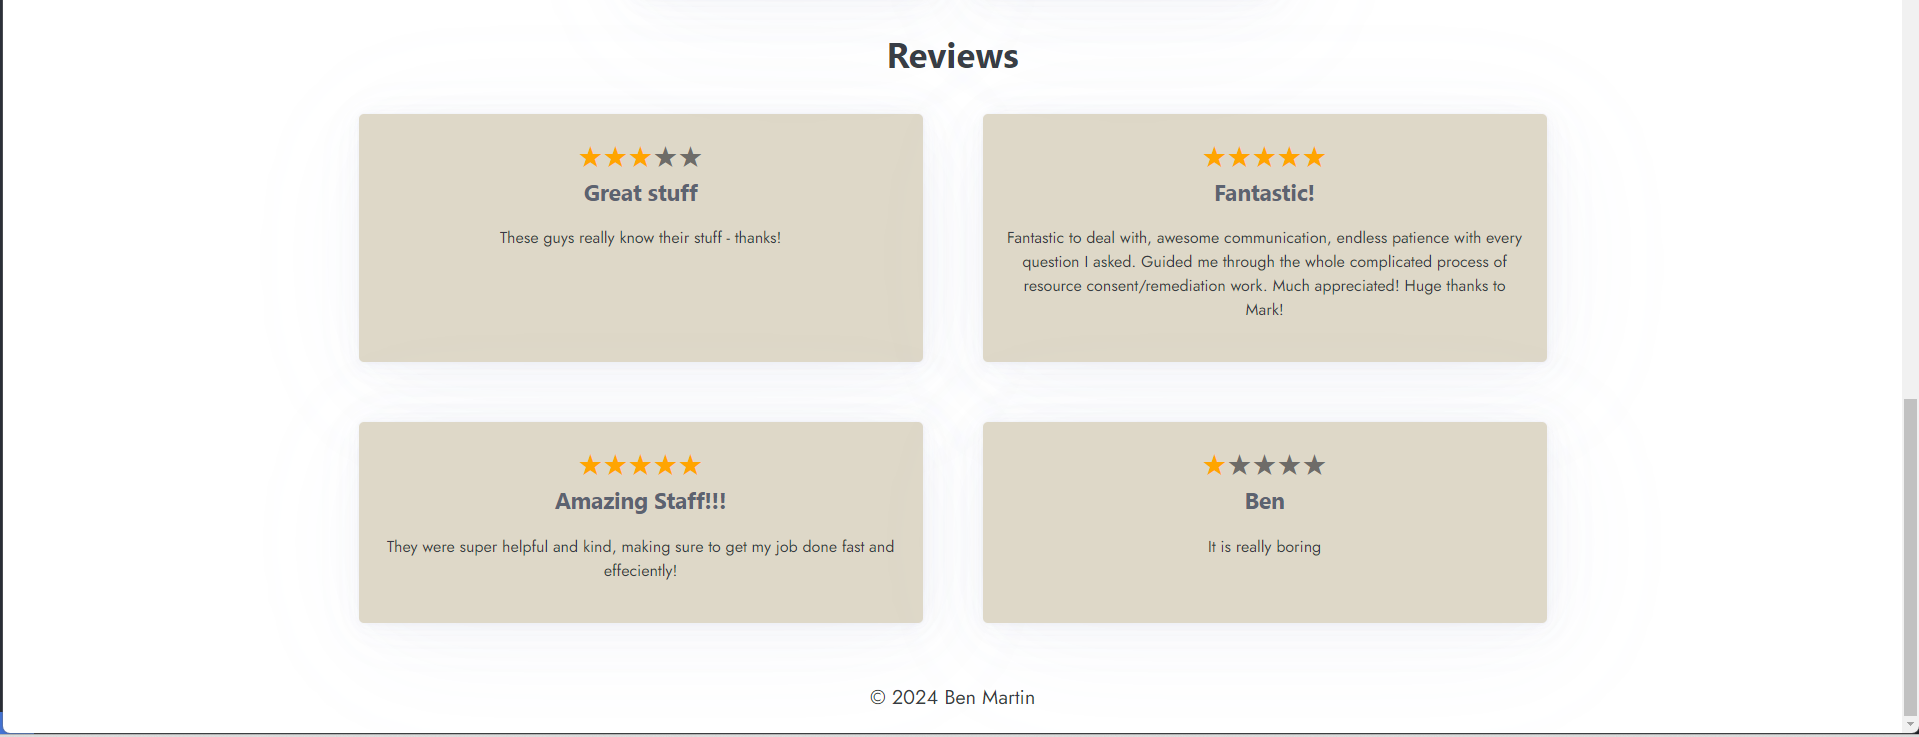 Reviews
★★★★★
Great stuff
These guys really know their stuff - thanks!
★★★★★
Fantastic!
Fantastic to deal with, awesome communication, endless patience with every
question I asked. Guided me through the whole complicated process of
resource consent/remediation work. Much appreciated! Huge thanks to
Mark!
★★★★★
Amazing Staff!!!
They were super helpful and kind, making sure to get my job done fast and
effeciently!
★★★★★
Ben
It is really boring
© 2024 Ben Martin